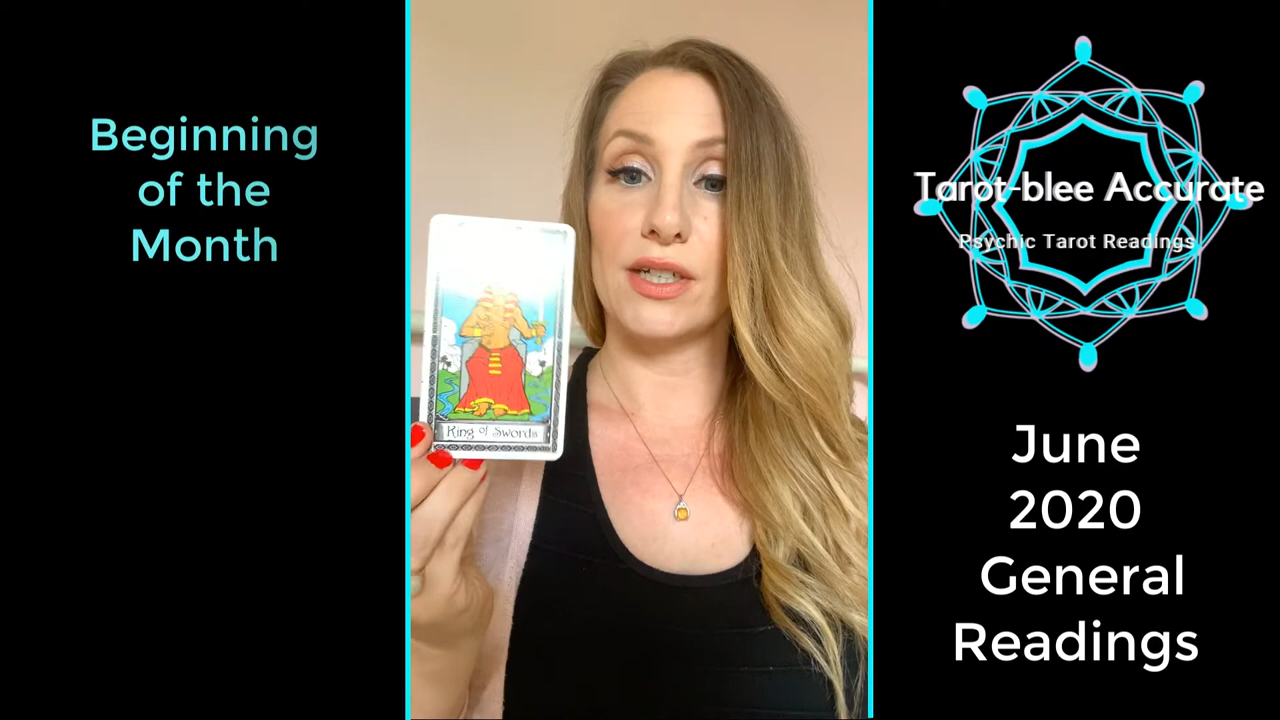 Beginning
of the
Month
King of Swords
Tarot-blee Accurate
Psychic Tarot Readings
June
2020
General
Readings